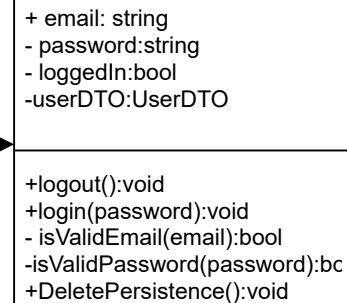 + email: string
- password:string
- loggedIn:bool
-userDTO:UserDTO
+logout():void
+login(password):void
- isValidEmail(email):bool
-isValidPassword(password):bo
+DeletePersistence():void